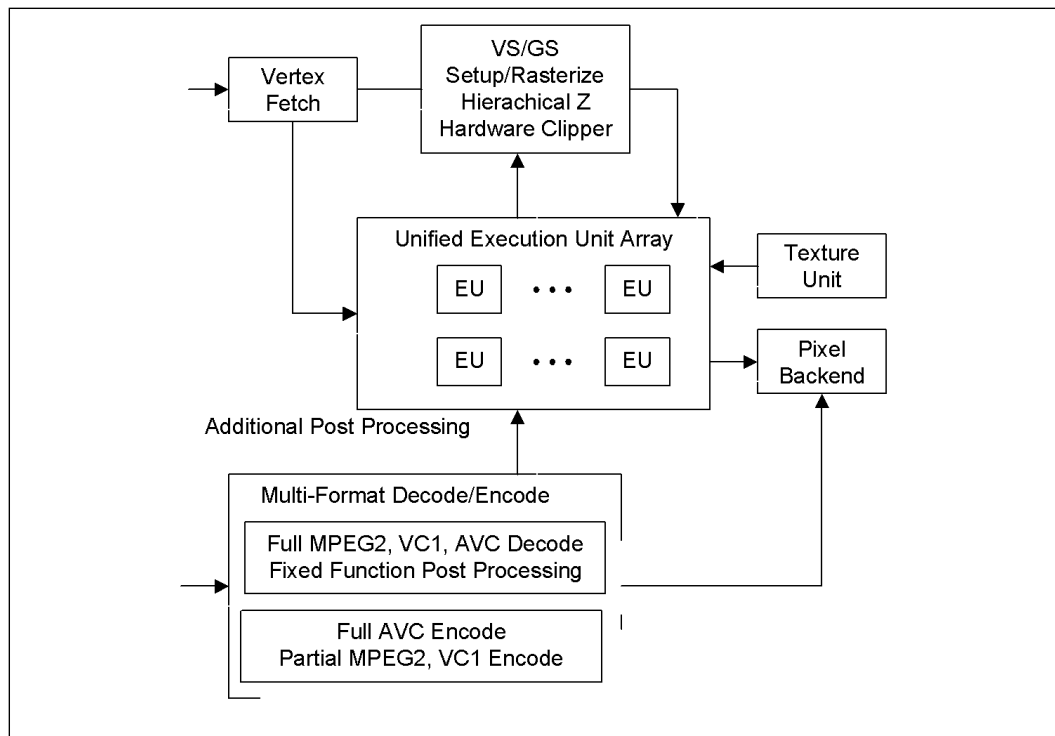 VS/GS
Setup/Rasterize
Hierachical Z
Hardware Clipper
Vertex
Fetch
Unified Execution Unit Array
EU • • • EU
EU • • • EU
Texture
Unit
Pixel
Backend
Additional Post Processing
Multi-Format Decode/Encode
Full MPEG2, VC1, AVC Decode
Fixed Function Post Processing
Full AVC Encode
Partial MPEG2, VC1 Encode